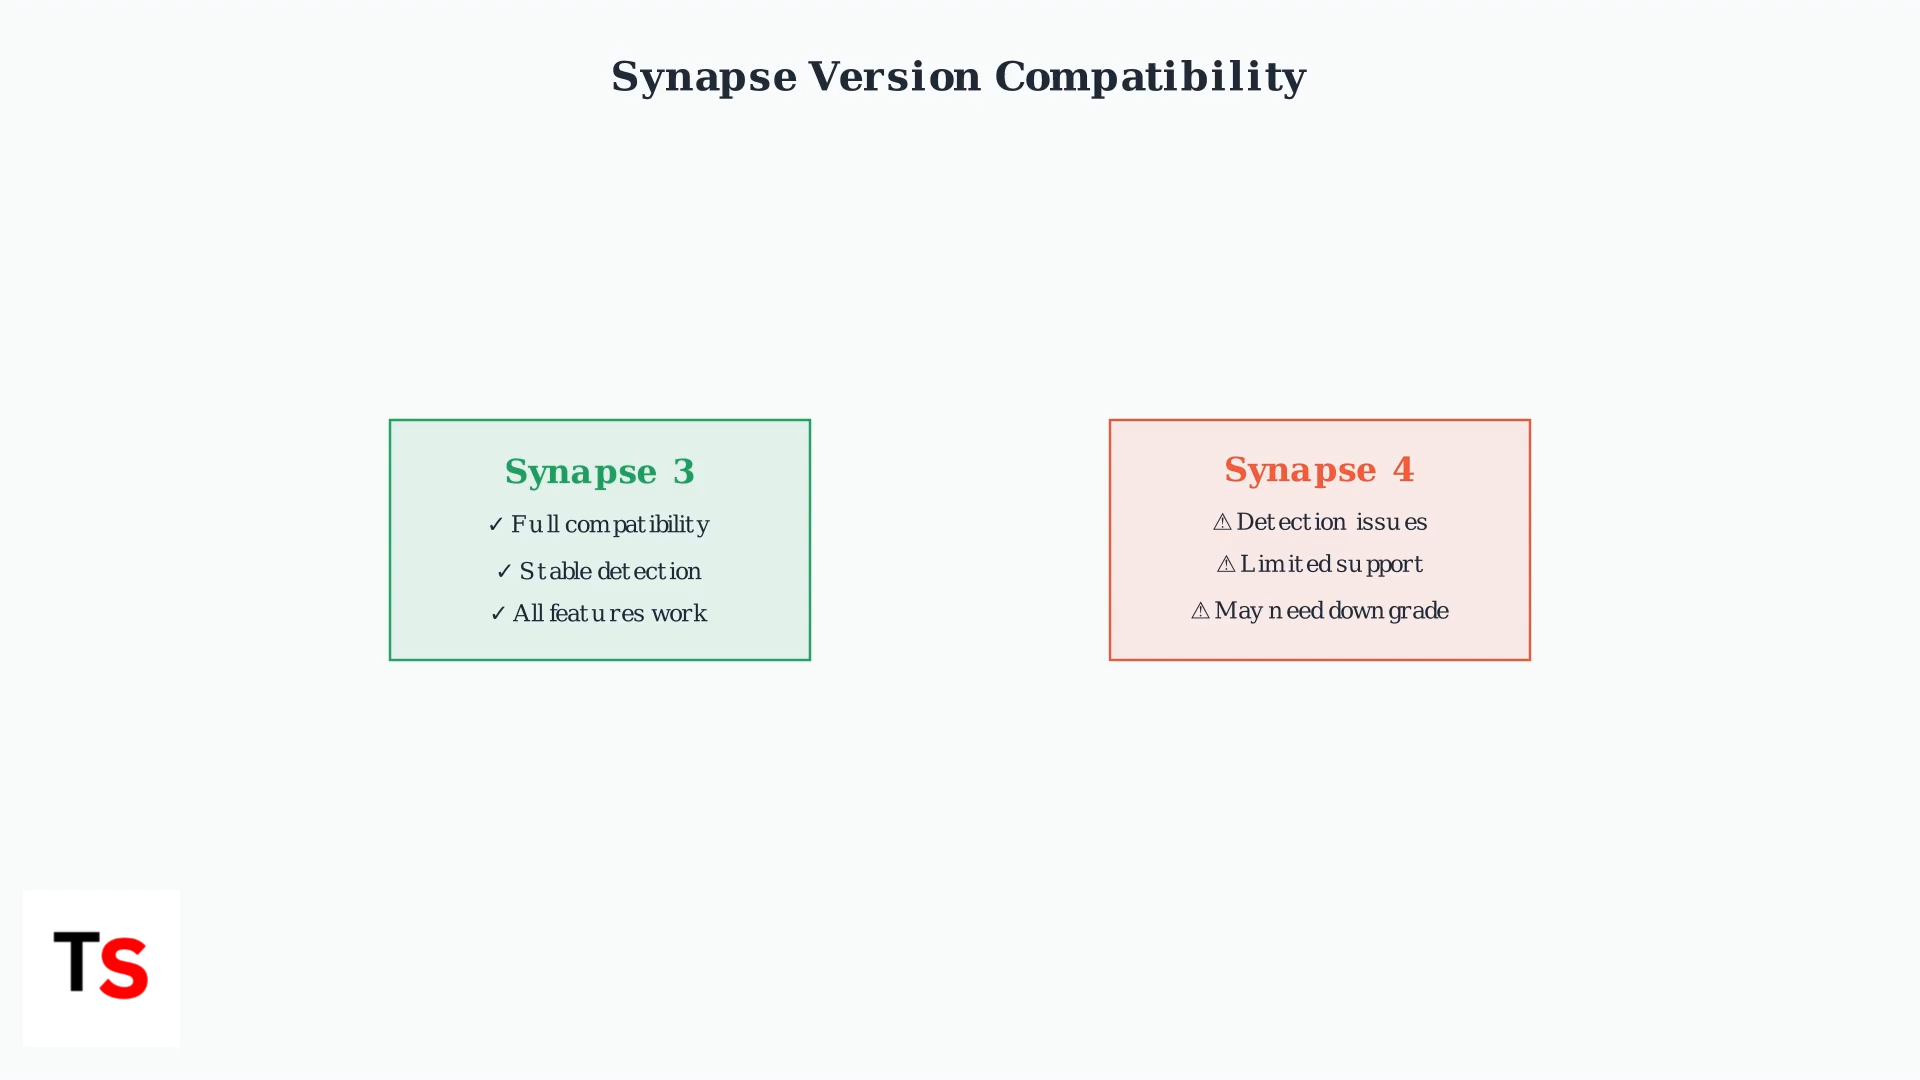 Synapse Version Compatibility
Synapse 3
✓ Full compatibility
✓ Stable detection
✓ All features work
Synapse 4
⚠ Detection issues
⚠ Limited support
⚠ May need downgrade
TS